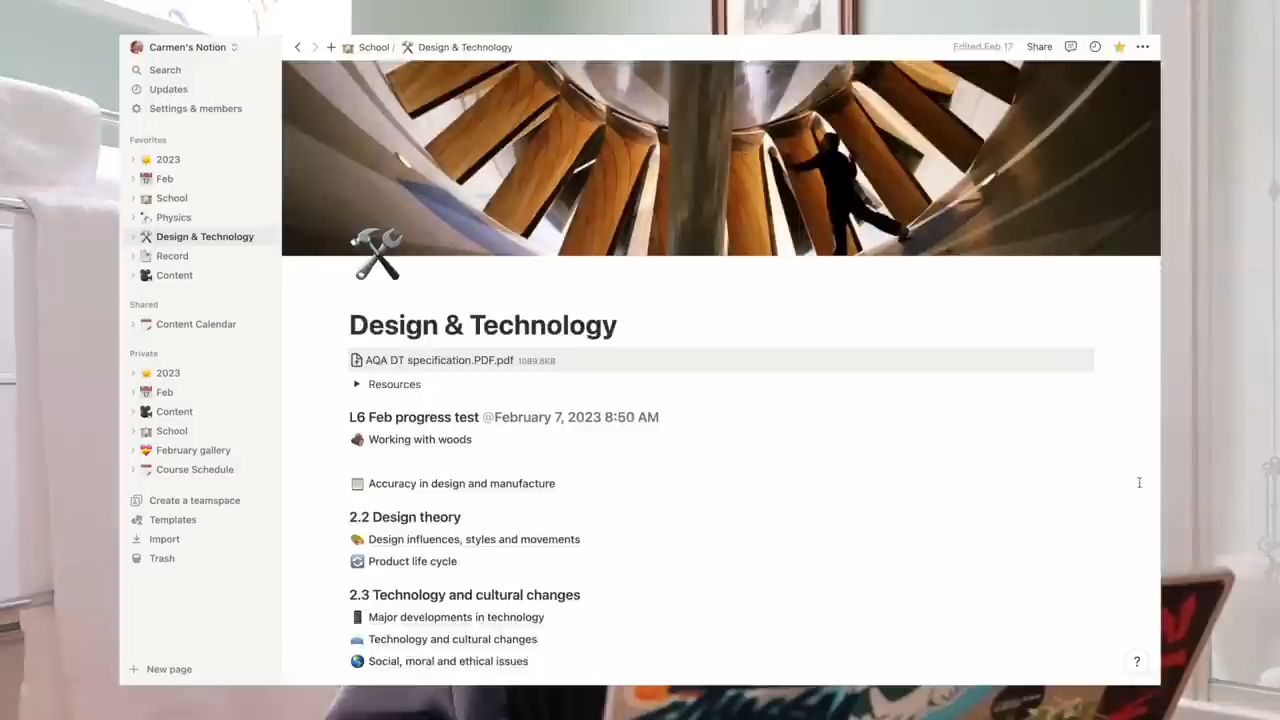 Carmen's Notion
Search
Updates
Settings & members
Favorites
2023
Feb
School
Physics
Design & Technology
Record
Content
Shared
Content Calendar
Private
2023
Feb
Content
School
February gallery
Course Schedule
Create a teamspace
Templates
Import
Trash
New page
School / Design & Technology
Edited Feb 17 Share
Design & Technology
AQA DT specification.PDF.pdf 1089.8KB
Resources
L6 Feb progress test @February 7, 2023 8:50 AM
Working with woods
Accuracy in design and manufacture
2.2 Design theory
Design influences, styles and movements
Product life cycle
2.3 Technology and cultural changes
Major developments in technology
Technology and cultural changes
Social, moral and ethical issues
?